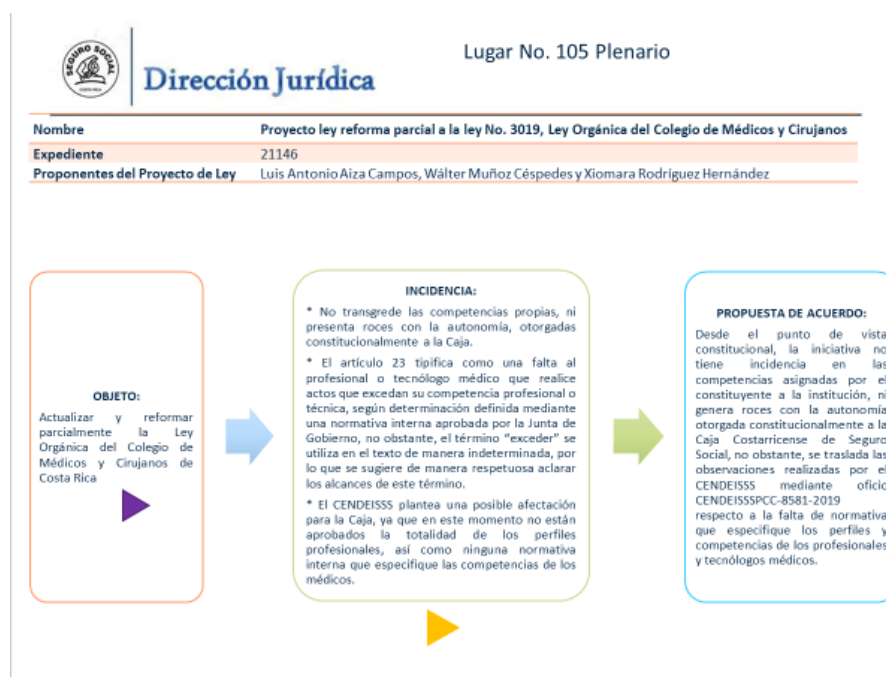 Lugar No. 105 Plenario
SEGURO SOCIAL
COSTA RICA
Dirección Jurídica
Nombre Proyecto ley reforma parcial a la ley No. 3019, Ley Orgánica del Colegio de Médicos y Cirujanos
Expediente 21146
Proponentes del Proyecto de Ley Luis Antonio Aiza Campos, Wálter Muñoz Céspedes y Xiomara Rodríguez Hernández
OBJETO:
Actualizar y reformar
parcialmente la Ley
Orgánica del Colegio de
Médicos y Cirujanos de
Costa Rica
INCIDENCIA:
* No transgrede las competencias propias, ni
presenta roces con la autonomía, otorgadas
constitucionalmente a la Caja.
* El artículo 23 tipifica como una falta al
profesional o tecnólogo médico que realice
actos que excedan su competencia profesional o
técnica, según determinación definida mediante
una normativa interna aprobada por la Junta de
Gobierno, no obstante, el término “exceder” se
utiliza en el texto de manera indeterminada, por
lo que se sugiere de manera respetuosa aclarar
los alcances de este término.
* El CENDEISSS plantea una posible afectación
para la Caja, ya que en este momento no están
aprobados la totalidad de los perfiles
profesionales, así como ninguna normativa
interna que especifique las competencias de los
médicos.
PROPUESTA DE ACUERDO:
Desde el punto de vista
constitucional, la iniciativa no
tiene incidencia en las
competencias asignadas por el
constituyente a la institución, ni
genera roces con la autonomía
otorgada constitucionalmente a la
Caja Costarricense de Seguro
Social, no obstante, se traslada las
observaciones realizadas por el
CENDEISSS mediante oficio
CENDEISSSPCC-8581-2019
respecto a la falta de normativa
que especifique los perfiles y
competencias de los profesionales
y tecnólogos médicos.